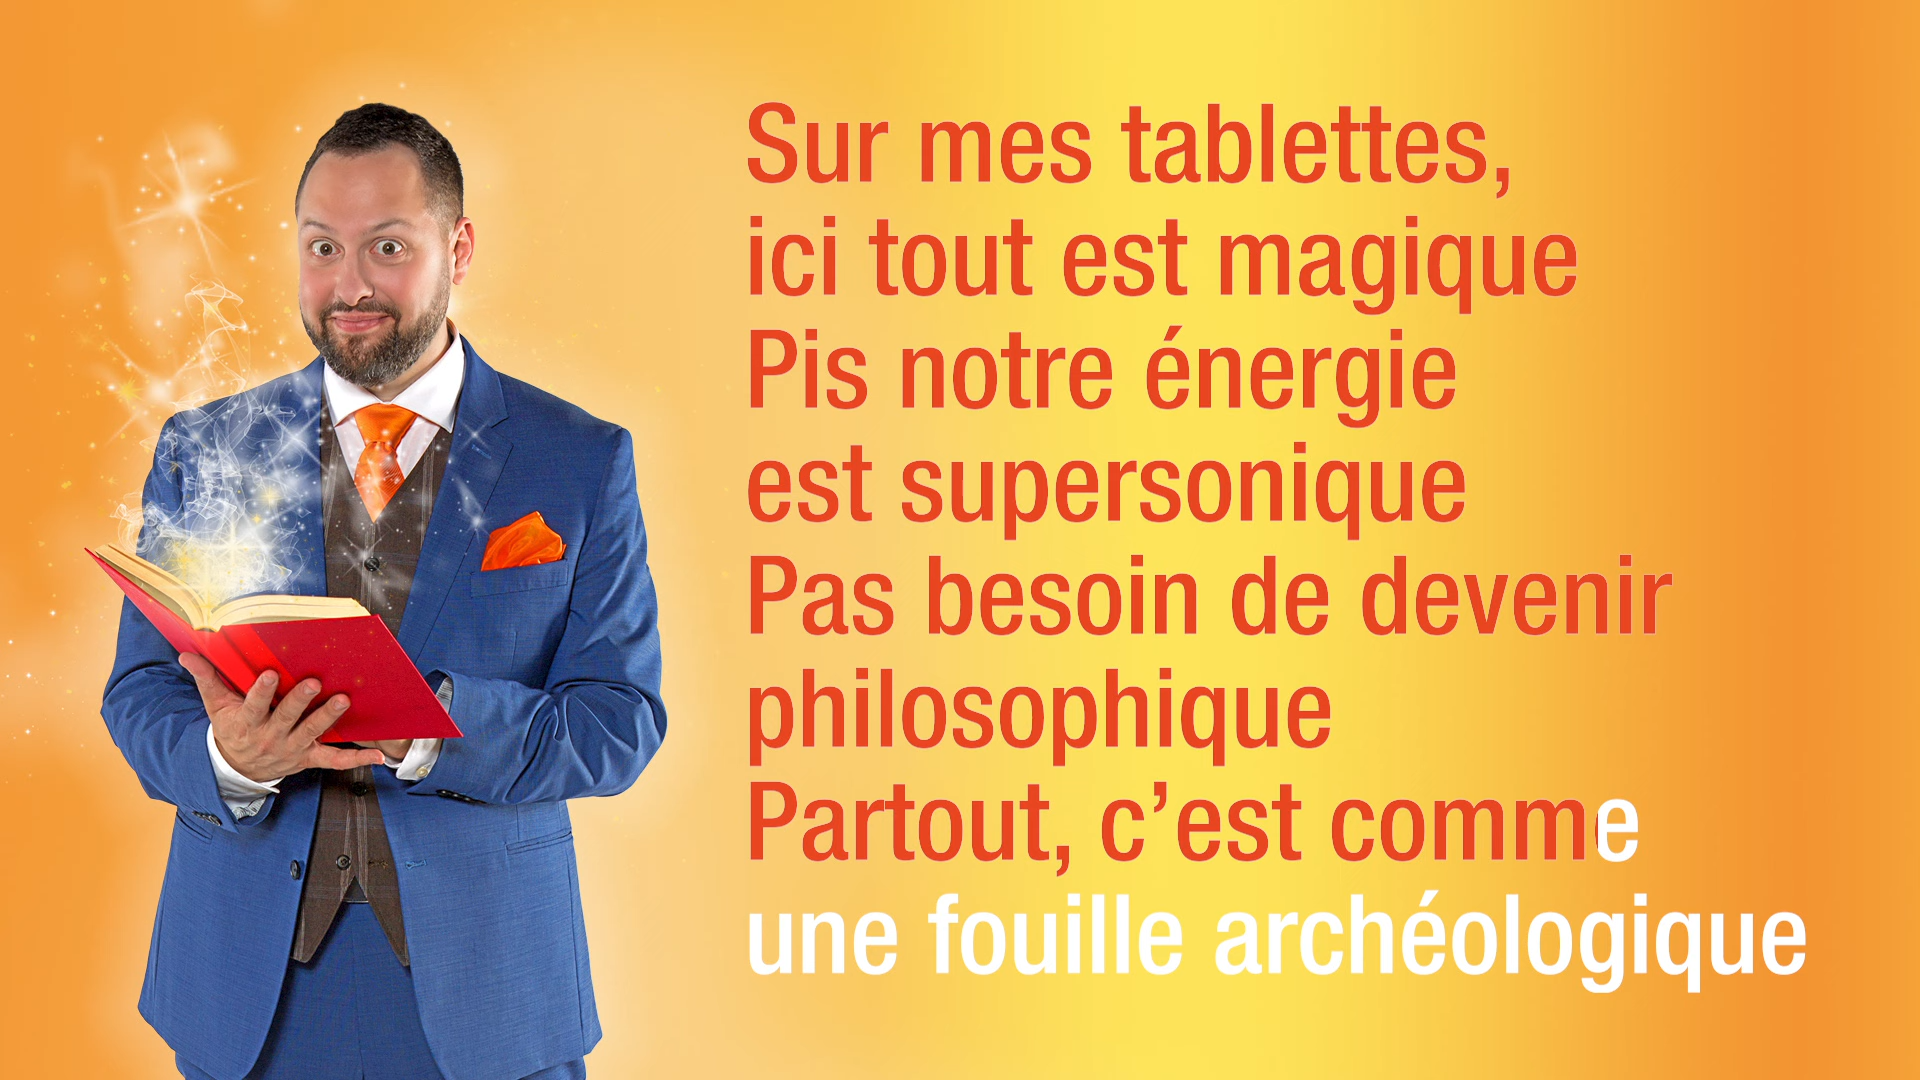 Sur mes tablettes,
ici tout est magique
Pis notre énergie
est supersonique
Pas besoin de devenir
philosophique
Partout, c’est comme
une fouille archéologique